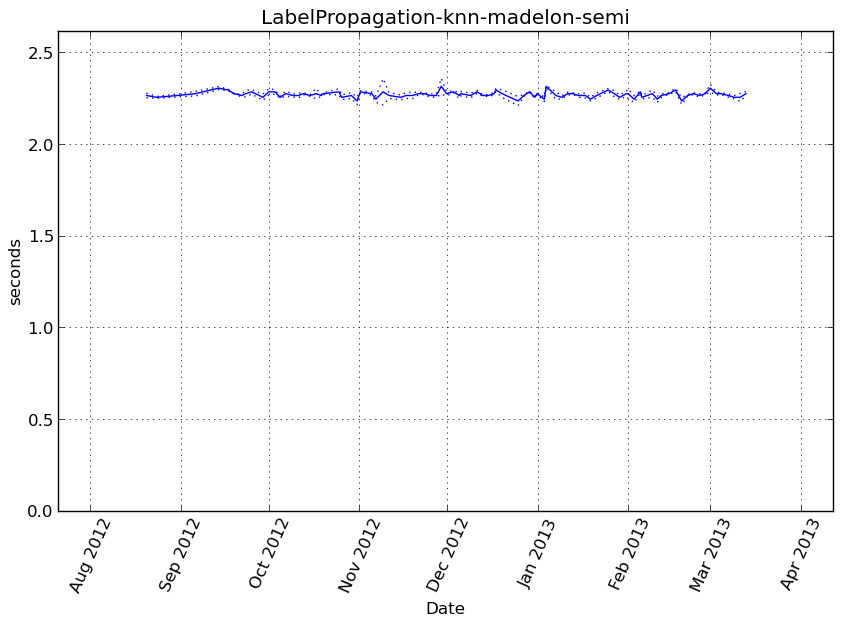 LabelPropagation-knn-madelon-semi
2.5
2.0
1.5
1.0
0.5
0.0
seconds
Aug 2012
Sep 2012
Oct 2012
Nov 2012
Dec 2012
Jan 2013
Feb 2013
Mar 2013
Apr 2013
Date